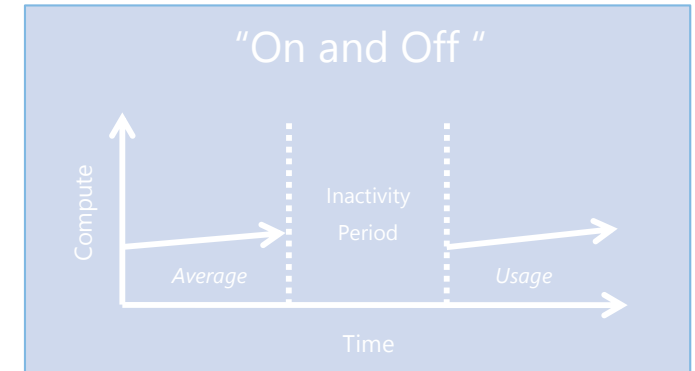 “On and Off “
Compute
Inactivity
Period
Average
Usage
Time